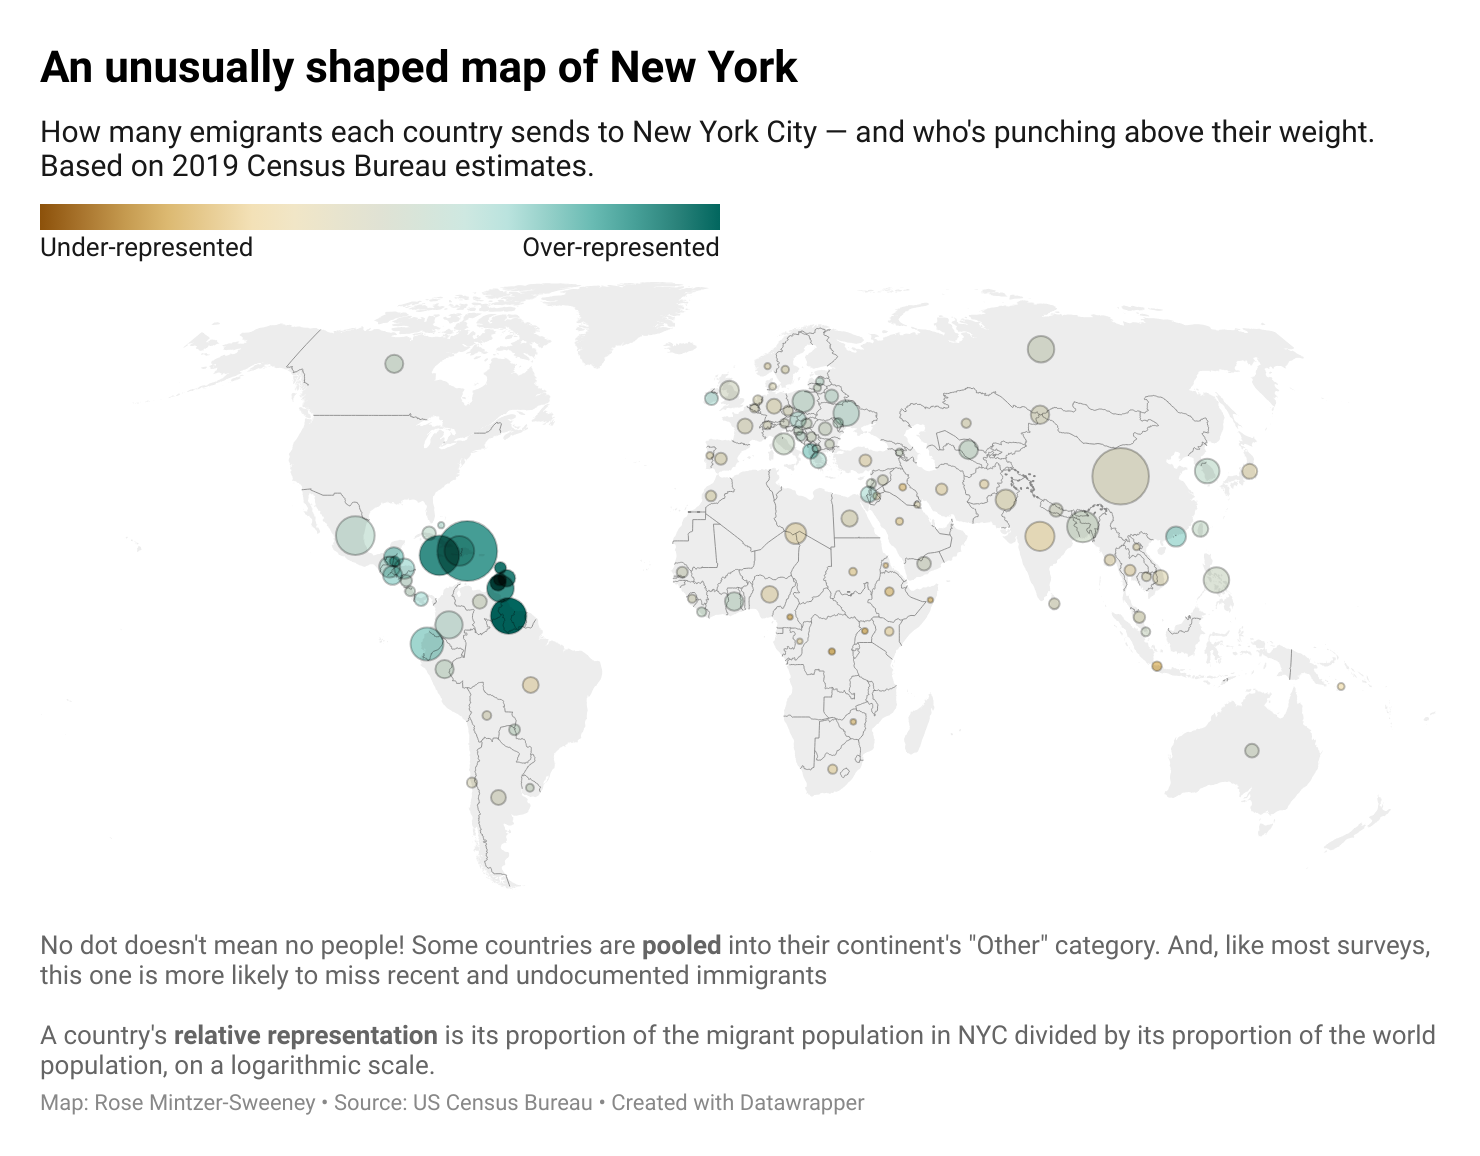 An unusually shaped map of New York
How many emigrants each country sends to New York City — and who's punching above their weight.
Based on 2019 Census Bureau estimates.
Under-represented
Over-represented
No dot doesn't mean no people! Some countries are pooled into their continent's "Other" category. And, like most surveys,
this one is more likely to miss recent and undocumented immigrants
A country's relative representation is its proportion of the migrant population in NYC divided by its proportion of the world
population, on a logarithmic scale.
Map: Rose Mintzer-Sweeney • Source: US Census Bureau • Created with Datawrapper